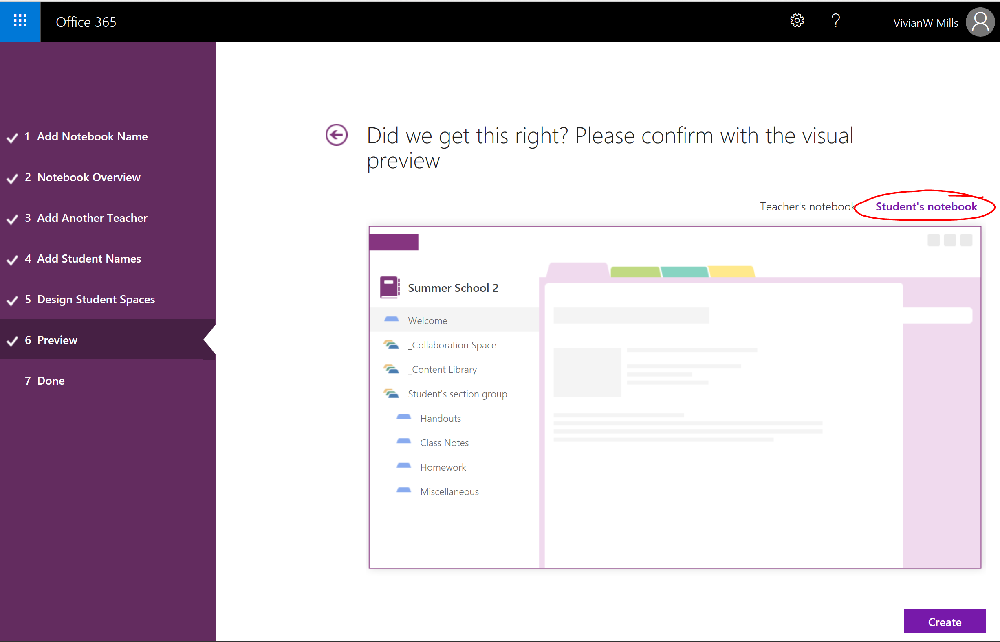 Office 365
?
VivianW Mills
1 Add Notebook Name
2 Notebook Overview
3 Add Another Teacher
4 Add Student Names
5 Design Student Spaces
6 Preview
7 Done
Did we get this right? Please confirm with the visual
preview
Teacher's notebook
Student's notebook
Summer School 2
Welcome
_Collaboration Space
_Content Library
Student's section group
Handouts
Class Notes
Homework
Miscellaneous
Create